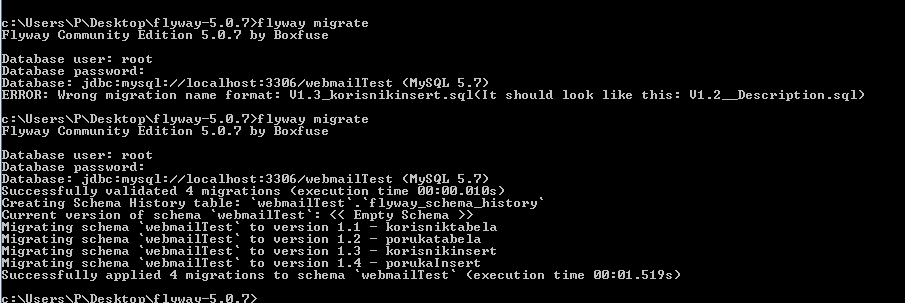 c:\Users\P\Desktop\flyway-5.0.7>flyway migrate
Flyway Community Edition 5.0.7 by Boxfuse
Database user: root
Database password:
Database: jdbc:mysql://localhost:3306/webmailTest (MySQL 5.7)
ERROR: Wrong migration name format: V1.3_korisnikinsert.sql(It should look like this: V1.2__Description.sql)
c:\Users\P\Desktop\flyway-5.0.7>flyway migrate
Flyway Community Edition 5.0.7 by Boxfuse
Database user: root
Database password:
Database: jdbc:mysql://localhost:3306/webmailTest (MySQL 5.7)
Successfully validated 4 migrations (execution time 00:00.010s)
Creating Schema History table: `webmailTest`.`flyway_schema_history`
Current version of schema `webmailTest`: << Empty Schema >>
Migrating schema `webmailTest` to version 1.1 - korisniktabela
Migrating schema `webmailTest` to version 1.2 - porukatabela
Migrating schema `webmailTest` to version 1.3 - korisnikinsert
Migrating schema `webmailTest` to version 1.4 - porukaInsert
Successfully applied 4 migrations to schema `webmailTest` (execution time 00:01.519s)
c:\Users\P\Desktop\flyway-5.0.7>